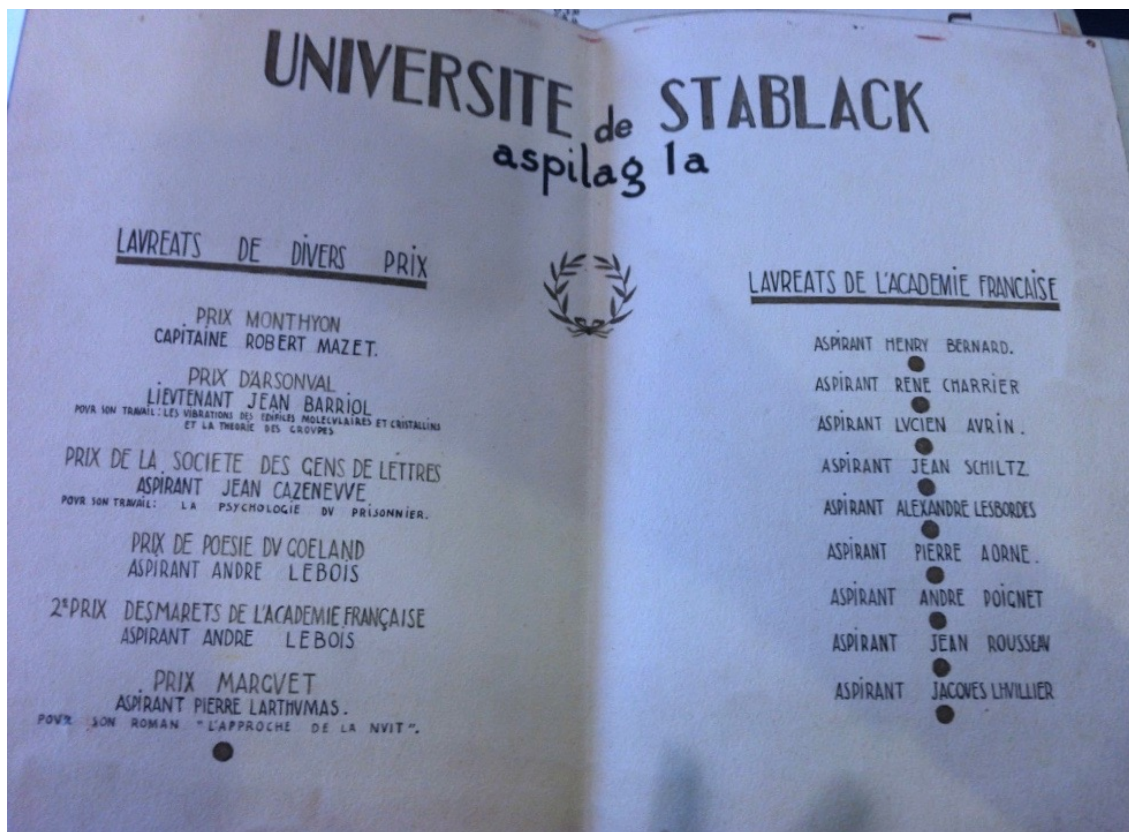 UNIVERSITE de STABLACK
aspilag 1a
LAVREATS DE DIVERS PRIX
PRIX MONTHYON
CAPITAINE ROBERT MAZET.
PRIX D'ARSONVAL
LIEVTENANT JEAN BARRIOL
POVR SON TRAVAIL: LES VIBRATIONS DES EDIFICES MOLECVLAIRES ET CRISTALLINS
ET LA THEORIE DES GROVPES
PRIX DE LA SOCIETE DES GENS DE LETTRES
ASPIRANT JEAN CAZENEVVE
POVR SON TRAVAIL: LA PSYCHOLOGIE DV PRISONNIER.
PRIX DE POESIE DV GOELAND
ASPIRANT ANDRE LEBOIS
2e PRIX DESMARETS DE L'ACADEMIE FRANÇAISE
ASPIRANT ANDRE LEBOIS
PRIX MARGVET
ASPIRANT PIERRE LARTHVMAS.
POVR SON ROMAN "L'APPROCHE DE LA NVIT".
LAVREATS DE L'ACADEMIE FRANCAISE
ASPIRANT HENRY BERNARD.
ASPIRANT RENE CHARRIER
ASPIRANT LVCIEN AVRIN.
ASPIRANT JEAN SCHILTZ
ASPIRANT ALEXANDRE LESBORDES
ASPIRANT PIERRE AORNE.
ASPIRANT ANDRE POIGNET
ASPIRANT JEAN ROUSSEAV
ASPIRANT JACQVES LHVILLIER